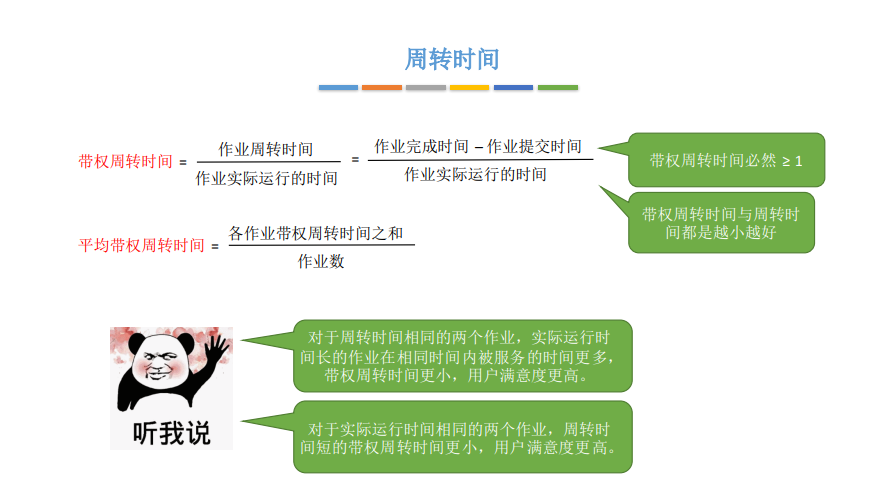 周转时间
带权周转时间 = 作业周转时间 / 作业实际运行的时间 = 作业完成时间 – 作业提交时间 / 作业实际运行的时间
带权周转时间必然 ≥ 1
带权周转时间与周转时
间都是越小越好
平均带权周转时间 = 各作业带权周转时间之和 / 作业数
对于周转时间相同的两个作业，实际运行时
间长的作业在相同时间内被服务的时间更多，
带权周转时间更小，用户满意度更高。
听我说
对于实际运行时间相同的两个作业，周转时
间短的带权周转时间更小，用户满意度更高。